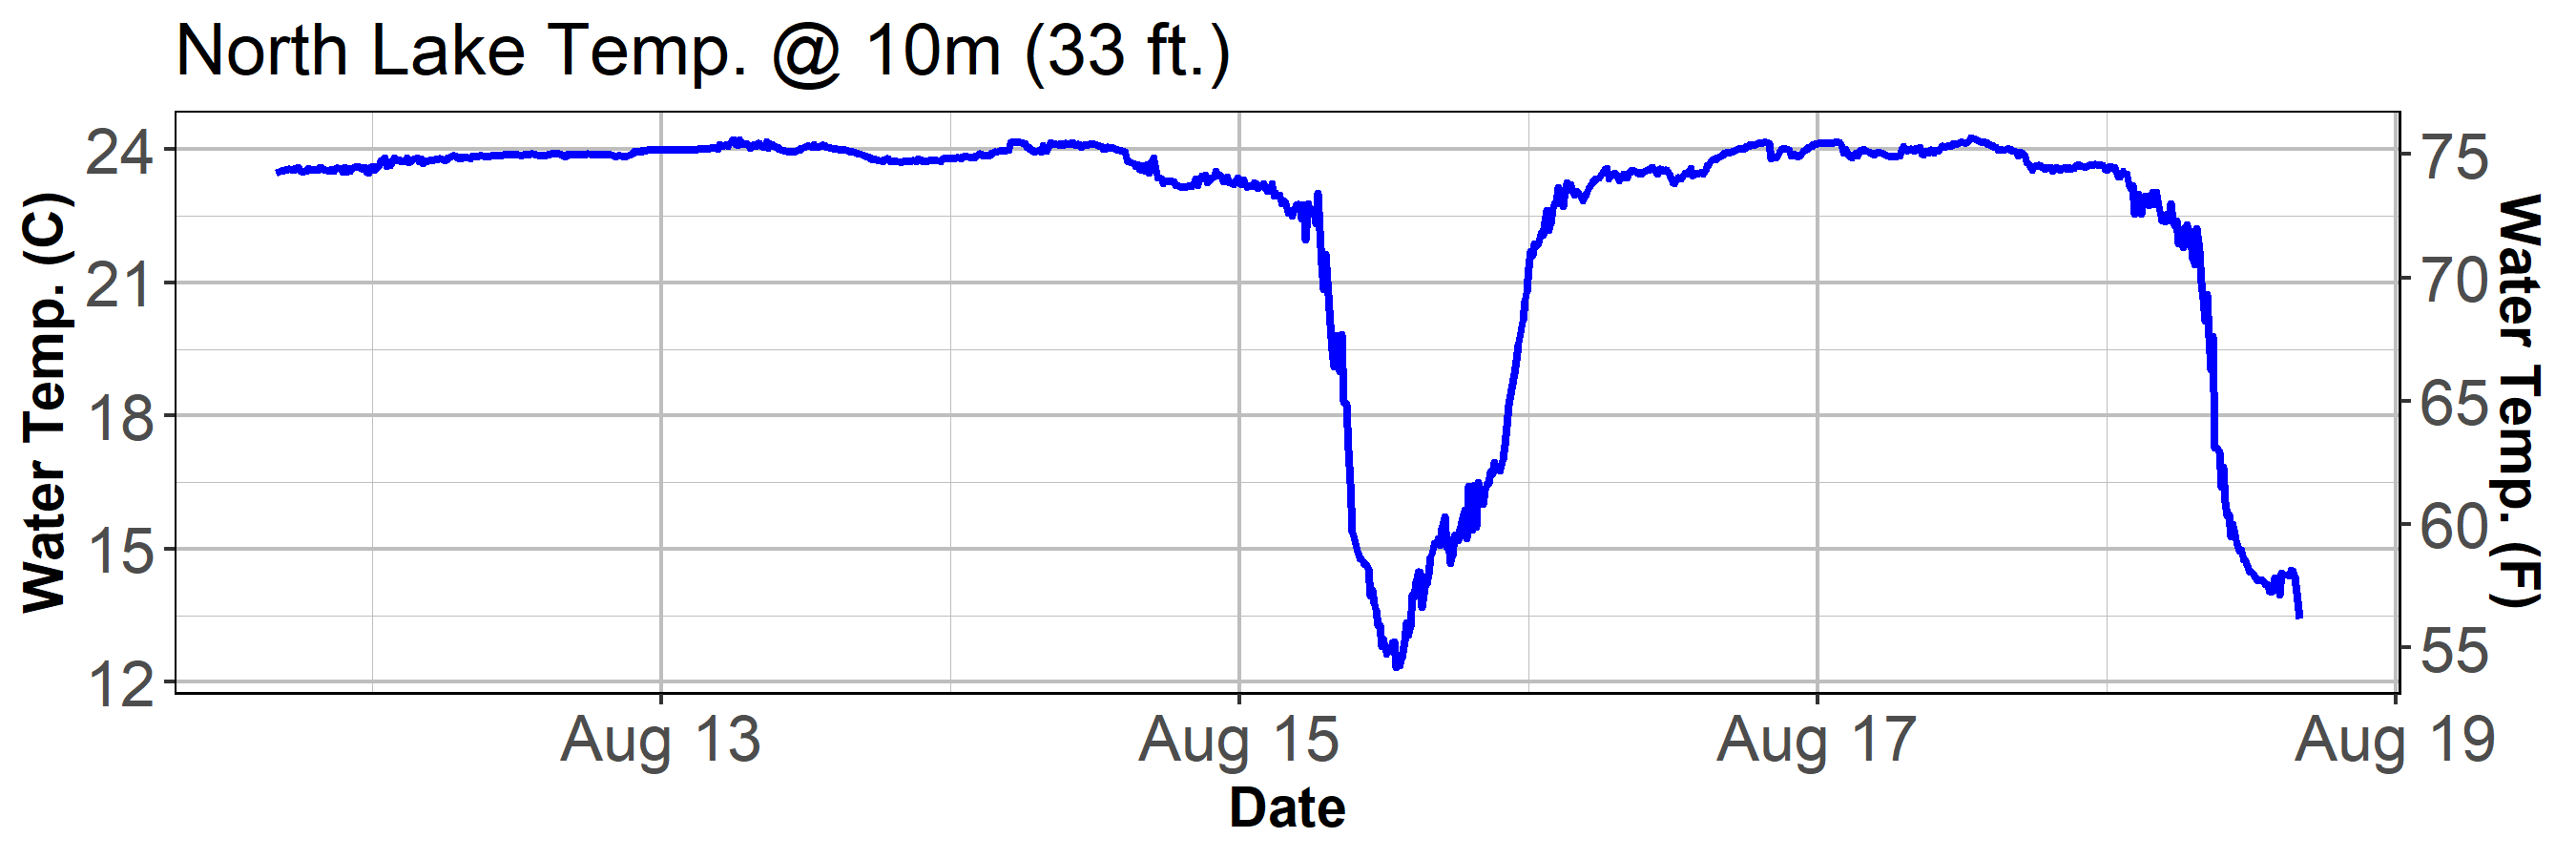 North Lake Temp. @ 10m (33 ft.)
Water Temp. (C)
24
21
18
15
12
75
70
65
60
55
Water Temp. (F)
Aug 13
Aug 15
Aug 17
Aug 19
Date